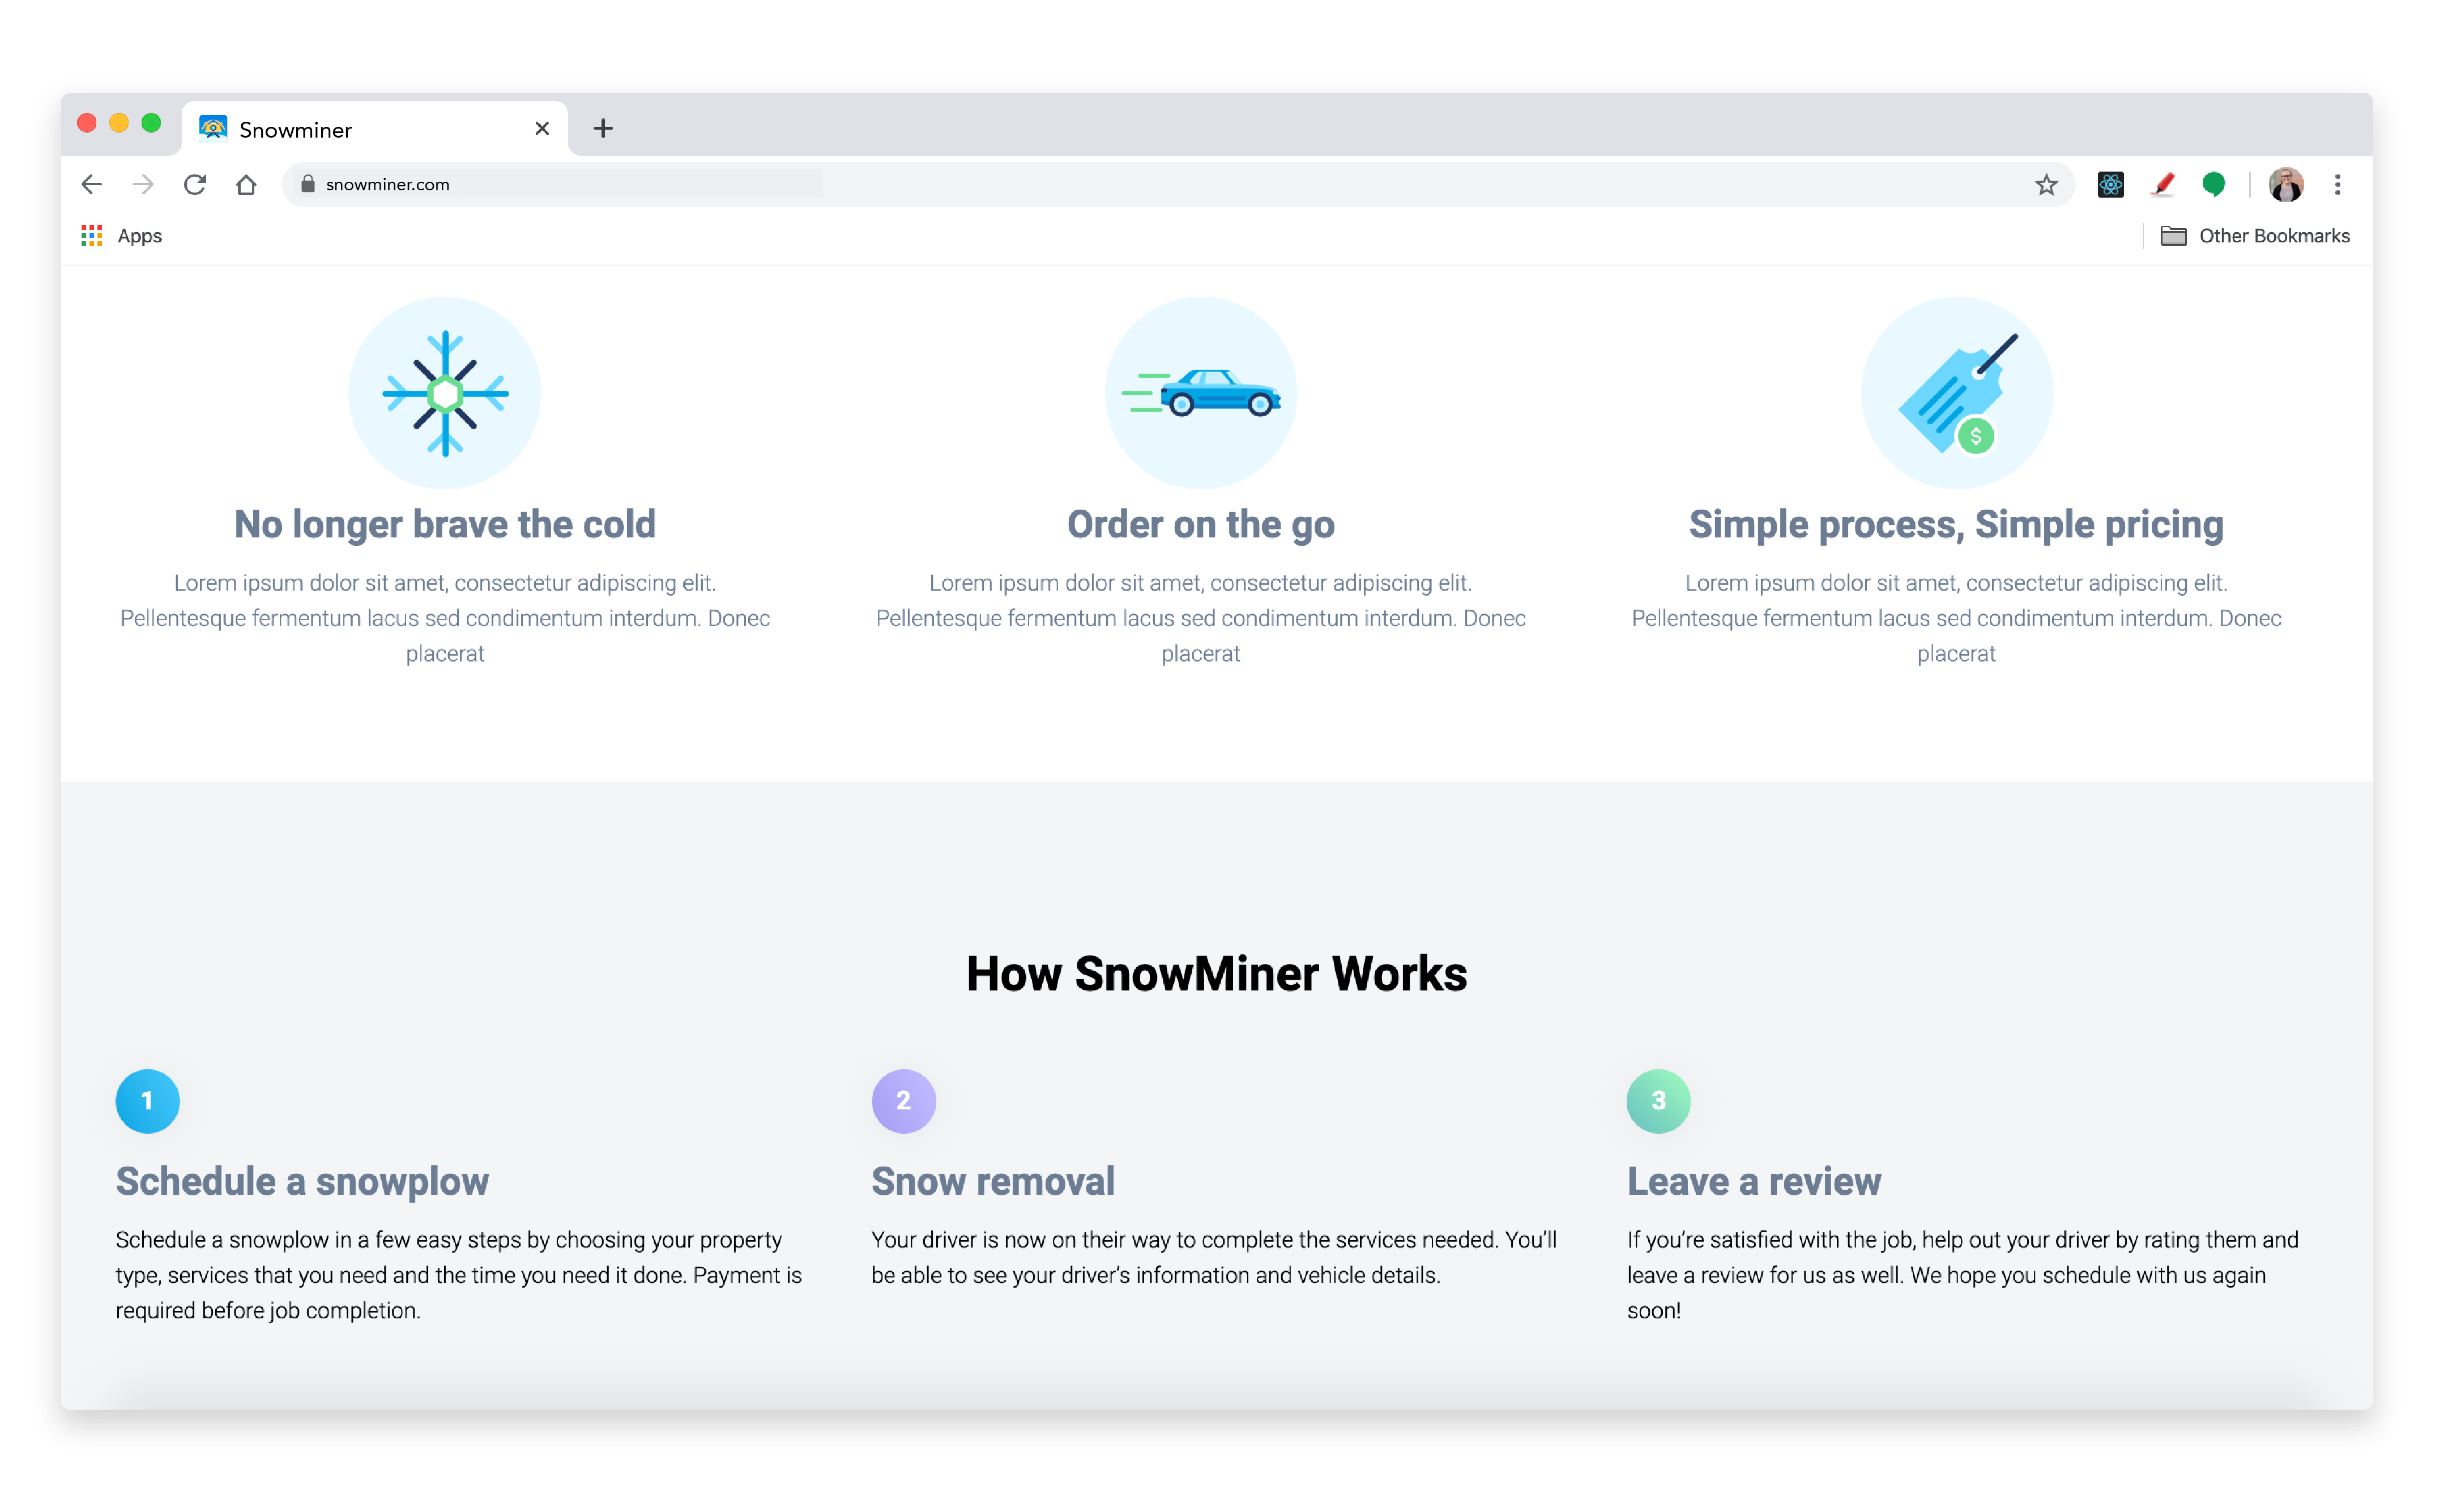 Snowminer
snowminer.com
Apps
Other Bookmarks
$
No longer brave the cold
Lorem ipsum dolor sit amet, consectetur adipiscing elit.
Pellentesque fermentum lacus sed condimentum interdum. Donec
placerat
Order on the go
Lorem ipsum dolor sit amet, consectetur adipiscing elit.
Pellentesque fermentum lacus sed condimentum interdum. Donec
placerat
Simple process, Simple pricing
Lorem ipsum dolor sit amet, consectetur adipiscing elit.
Pellentesque fermentum lacus sed condimentum interdum. Donec
placerat
How SnowMiner Works
1
Schedule a snowplow
Schedule a snowplow in a few easy steps by choosing your property
type, services that you need and the time you need it done. Payment is
required before job completion.
2
Snow removal
Your driver is now on their way to complete the services needed. You’ll
be able to see your driver’s information and vehicle details.
3
Leave a review
If you’re satisfied with the job, help out your driver by rating them and
leave a review for us as well. We hope you schedule with us again
soon!